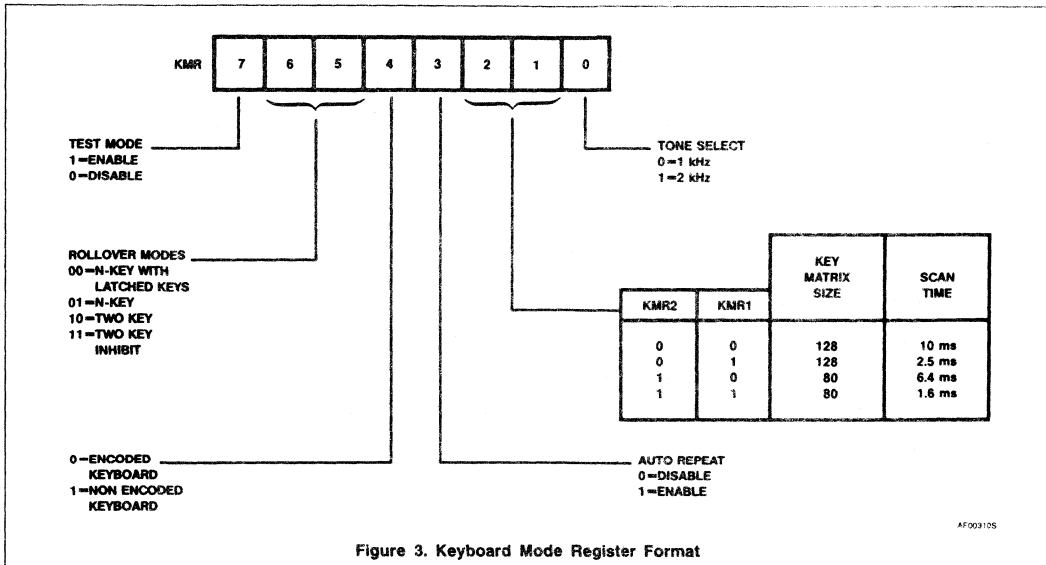 KMR 7 6 5 4 3 2 1 0
TEST MODE
1=ENABLE
0=DISABLE
TONE SELECT
0=1 kHz
1=2 kHz
ROLLOVER MODES
00=N-KEY WITH
LATCHED KEYS
01=N-KEY
10=TWO KEY
11=TWO KEY
INHIBIT
KMR2 KMR1 KEY MATRIX SIZE SCAN TIME
0 0 128 10 ms
0 1 128 2.5 ms
1 0 80 6.4 ms
1 1 80 1.6 ms
0=ENCODED
KEYBOARD
1=NON ENCODED
KEYBOARD
AUTO REPEAT
0=DISABLE
1=ENABLE
AF00310S
Figure 3. Keyboard Mode Register Format